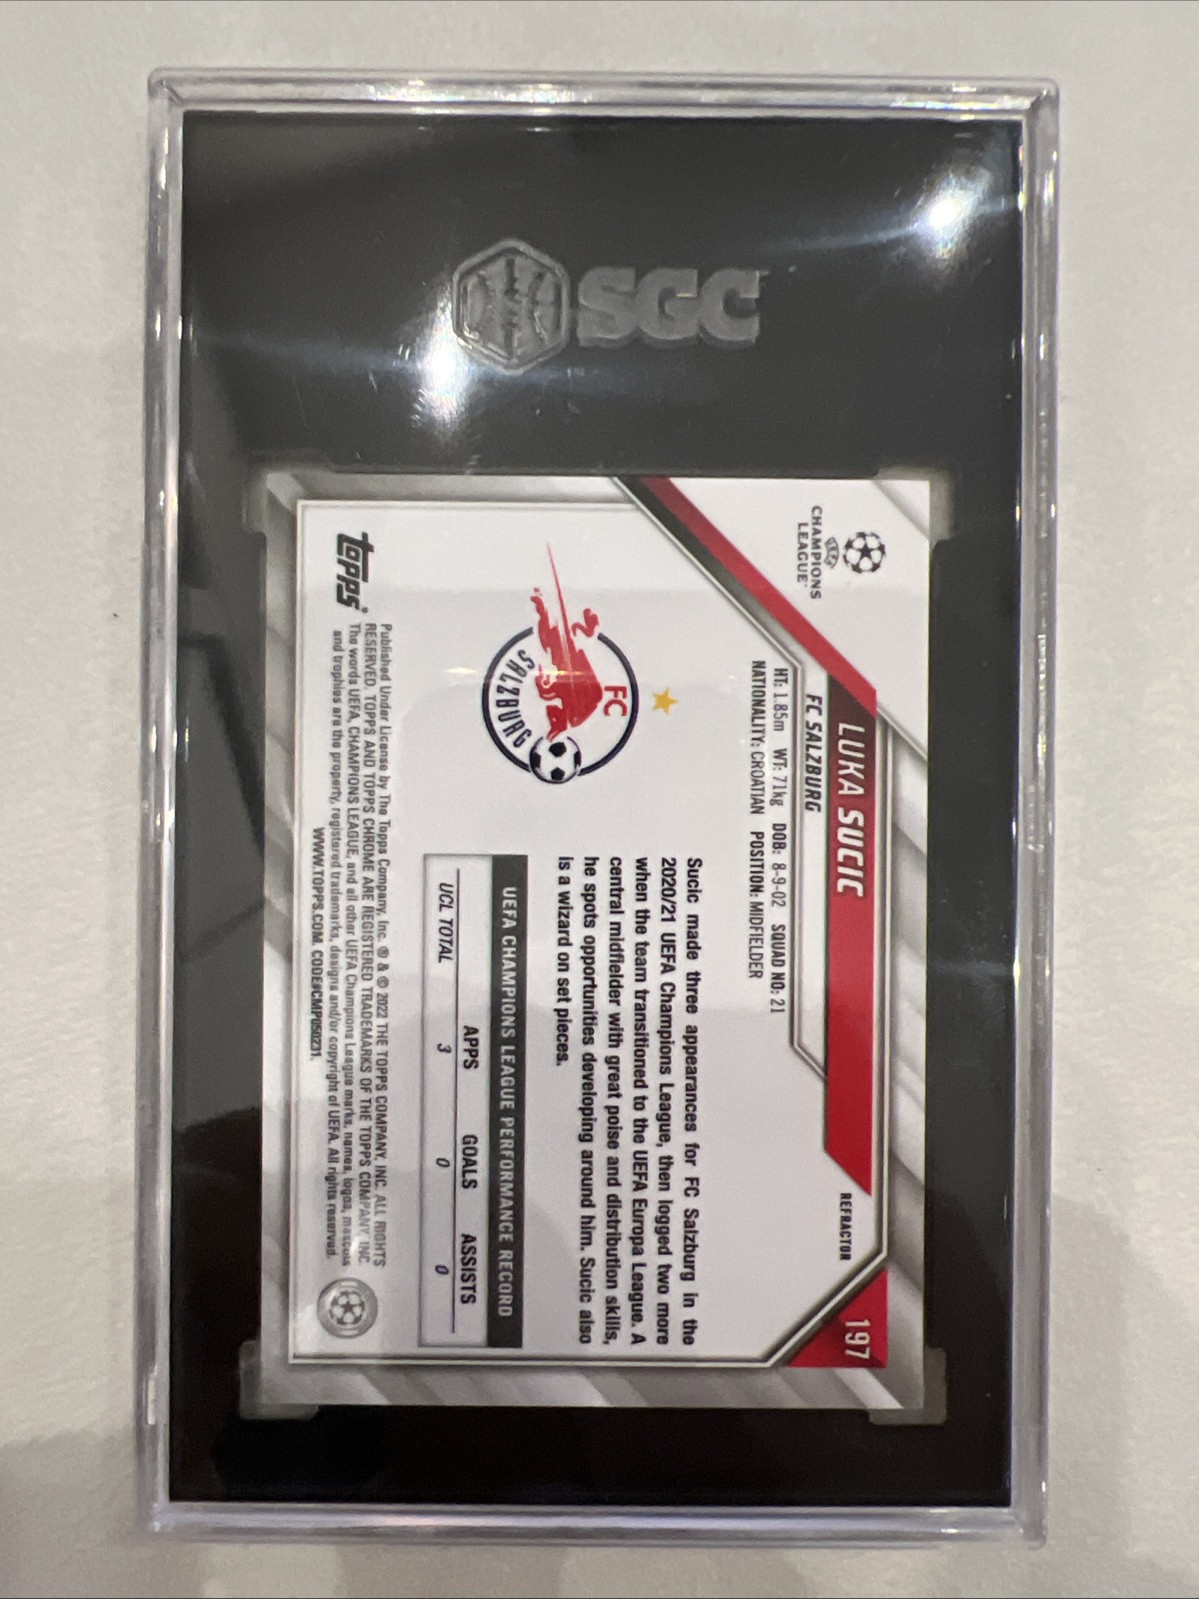 SGC
UEFA
CHAMPIONS
LEAGUE®
LUKA SUCIC
FC SALZBURG
REFRACTOR
197
HT: 1.85m WT: 71kg DOB: 8-9-02 SQUAD NO: 21
NATIONALITY: CROATIAN POSITION: MIDFIELDER
FC
SALZBURG
Sucic made three appearances for FC Salzburg in the
2020/21 UEFA Champions League, then logged two more
when the team transitioned to the UEFA Europa League. A
central midfielder with great poise and distribution skills,
he spots opportunities developing around him. Sucic also
is a wizard on set pieces.
UEFA CHAMPIONS LEAGUE PERFORMANCE RECORD
APPS GOALS ASSISTS
UCL TOTAL 3 0 0
topps®
Published Under License by The Topps Company, Inc. ® & © 2022 THE TOPPS COMPANY, INC. ALL RIGHTS
RESERVED. TOPPS AND TOPPS CHROME ARE REGISTERED TRADEMARKS OF THE TOPPS COMPANY, INC.
The words UEFA, CHAMPIONS LEAGUE, and all other UEFA Champions League marks, names, logos, mascots
and trophies are the property, registered trademarks, designs and/or copyright of UEFA. All rights reserved.
WWW.TOPPS.COM. CODE#CMP050231.